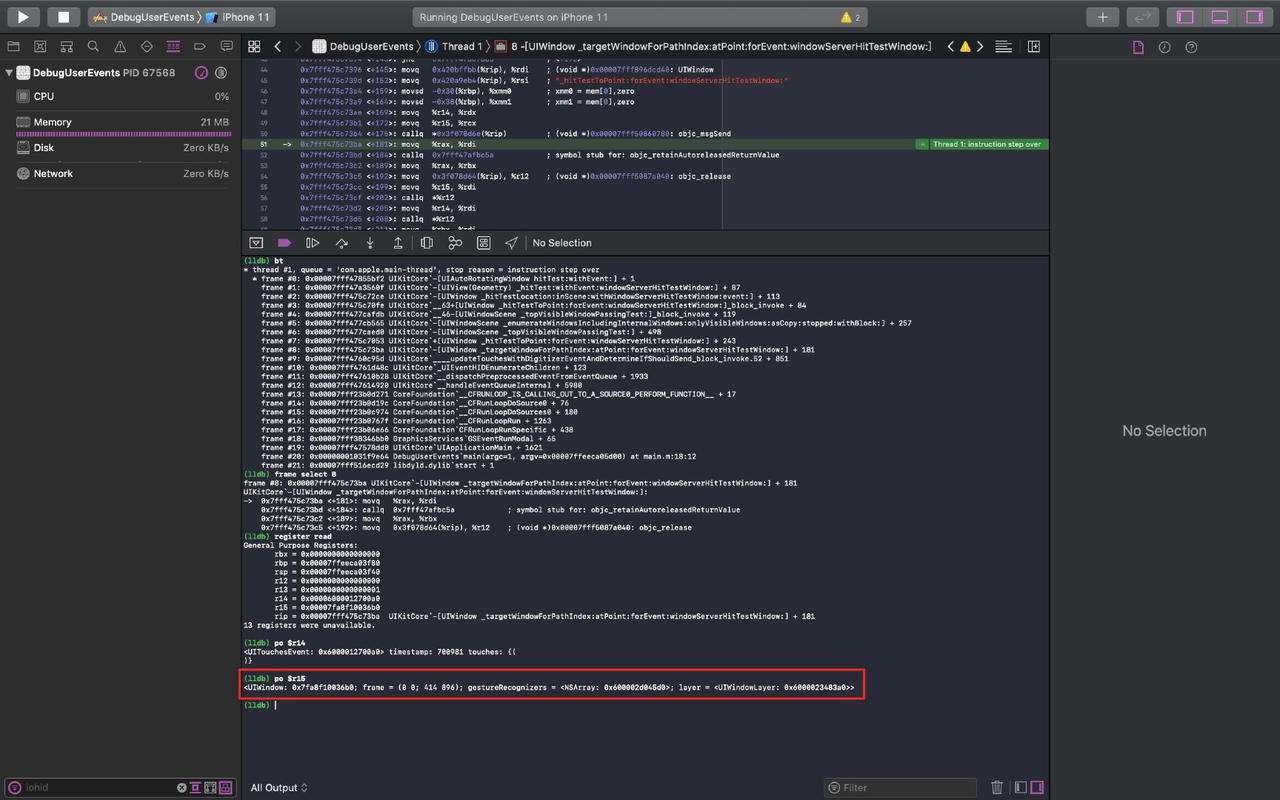 DebugUserEvents
iPhone 11
Running DebugUserEvents on iPhone 11
2
DebugUserEvents
Thread 1
8 -[UIWindow _targetWindowForPathIndex:atPoint:forEvent:windowServerHitTestWindow:]
DebugUserEvents PID 67568
CPU
0%
Memory
21 MB
Disk
Zero KB/s
Network
Zero KB/s
44 0x7fff475c739d <+152>: movq 0x420bffbb(%rip), %rdi ; (void *)0x00007fff896dcd40: UIWindow
45 0x7fff475c7396 <+145>: movq 0x420a9eb4(%rip), %rsi ; "_hitTestToPoint:forEvent:windowServerHitTestWindow:"
46 0x7fff475c73a4 <+159>: movsd -0x30(%rbp), %xmm0 ; xmm0 = mem[0],zero
47 0x7fff475c73a9 <+164>: movsd -0x38(%rbp), %xmm1 ; xmm1 = mem[0],zero
48 0x7fff475c73ae <+169>: movq %r14, %rdx
49 0x7fff475c73b1 <+172>: movq %r15, %rcx
50 0x7fff475c73b4 <+175>: callq *0x3f078d6e(%rip) ; (void *)0x00007fff50860780: objc_msgSend
51 -> 0x7fff475c73ba <+181>: movq %rax, %rdi
Thread 1: instruction step over
52 0x7fff475c73bd <+184>: callq 0x7fff47afbc5a ; symbol stub for: objc_retainAutoreleasedReturnValue
53 0x7fff475c73c2 <+189>: movq %rax, %rbx
54 0x7fff475c73c5 <+192>: movq 0x3f078d64(%rip), %r12 ; (void *)0x00007fff5087a040: objc_release
55 0x7fff475c73cc <+199>: movq %r15, %rdi
56 0x7fff475c73cf <+202>: callq *%r12
57 0x7fff475c73d2 <+205>: movq %r14, %rdi
58 0x7fff475c73d5 <+208>: callq *%r12
No Selection
(lldb) bt
* thread #1, queue = 'com.apple.main-thread', stop reason = instruction step over
* frame #0: 0x00007fff47855bf2 UIKitCore`-[UIAutoRotatingWindow hitTest:withEvent:] + 1
frame #1: 0x00007fff47a3560f UIKitCore`-[UIView(Geometry) _hitTest:withEvent:windowServerHitTestWindow:] + 87
frame #2: 0x00007fff475c72ce UIKitCore`-[UIWindow _hitTestLocation:inScene:withWindowServerHitTestWindow:event:] + 113
frame #3: 0x00007fff475c70fe UIKitCore`__63+[UIWindow _hitTestToPoint:forEvent:windowServerHitTestWindow:]_block_invoke + 84
frame #4: 0x00007fff477cafdb UIKitCore`__46-[UIWindowScene _topVisibleWindowPassingTest:]_block_invoke + 119
frame #5: 0x00007fff477cb565 UIKitCore`-[UIWindowScene _enumerateWindowsIncludingInternalWindows:onlyVisibleWindows:asCopy:stopped:withBlock:] + 257
frame #6: 0x00007fff477caed0 UIKitCore`-[UIWindowScene _topVisibleWindowPassingTest:] + 498
frame #7: 0x00007fff475c7053 UIKitCore`+[UIWindow _hitTestToPoint:forEvent:windowServerHitTestWindow:] + 243
frame #8: 0x00007fff475c73ba UIKitCore`-[UIWindow _targetWindowForPathIndex:atPoint:forEvent:windowServerHitTestWindow:] + 181
frame #9: 0x00007fff4760c95d UIKitCore`____updateTouchesWithDigitizerEventAndDetermineIfShouldSend_block_invoke.52 + 851
frame #10: 0x00007fff4761d48c UIKitCore`_UIEventHIDEnumerateChildren + 123
frame #11: 0x00007fff47610b28 UIKitCore`__dispatchPreprocessedEventFromEventQueue + 1933
frame #12: 0x00007fff47614920 UIKitCore`__handleEventQueueInternal + 5980
frame #13: 0x00007fff23b0d271 CoreFoundation`__CFRUNLOOP_IS_CALLING_OUT_TO_A_SOURCE0_PERFORM_FUNCTION__ + 17
frame #14: 0x00007fff23b0d19c CoreFoundation`__CFRunLoopDoSource0 + 76
frame #15: 0x00007fff23b0c974 CoreFoundation`__CFRunLoopDoSources0 + 180
frame #16: 0x00007fff23b0767f CoreFoundation`__CFRunLoopRun + 1263
frame #17: 0x00007fff23b06e66 CoreFoundation`CFRunLoopRunSpecific + 438
frame #18: 0x00007fff38346bb0 GraphicsServices`GSEventRunModal + 65
frame #19: 0x00007fff47578dd0 UIKitCore`UIApplicationMain + 1621
frame #20: 0x00000001031f9e64 DebugUserEvents`main(argc=1, argv=0x00007ffeeca05d00) at main.m:18:12
frame #21: 0x00007fff516ecd29 libdyld.dylib`start + 1
(lldb) frame select 8
frame #8: 0x00007fff475c73ba UIKitCore`-[UIWindow _targetWindowForPathIndex:atPoint:forEvent:windowServerHitTestWindow:] + 181
UIKitCore`-[UIWindow _targetWindowForPathIndex:atPoint:forEvent:windowServerHitTestWindow:]:
-> 0x7fff475c73ba <+181>: movq %rax, %rdi
0x7fff475c73bd <+184>: callq 0x7fff47afbc5a ; symbol stub for: objc_retainAutoreleasedReturnValue
0x7fff475c73c2 <+189>: movq %rax, %rbx
0x7fff475c73c5 <+192>: movq 0x3f078d64(%rip), %r12 ; (void *)0x00007fff5087a040: objc_release
(lldb) register read
General Purpose Registers:
rbx = 0x0000000000000000
rbp = 0x00007ffeeca03f80
rsp = 0x00007ffeeca03f40
r12 = 0x0000000000000000
r13 = 0x0000000000000001
r14 = 0x00006000012700a0
r15 = 0x00007fa8f10036b0
rip = 0x00007fff475c73ba UIKitCore`-[UIWindow _targetWindowForPathIndex:atPoint:forEvent:windowServerHitTestWindow:] + 181
13 registers were unavailable.
(lldb) po $r14
<UITouchesEvent: 0x6000012700a0> timestamp: 700981 touches: {(
)}
(lldb) po $r15
<UIWindow: 0x7fa8f10036b0; frame = (0 0; 414 896); gestureRecognizers = <NSArray: 0x600002d045d0>; layer = <UIWindowLayer: 0x6000023483a0>>
(lldb)
No Selection
iohid
All Output
Filter